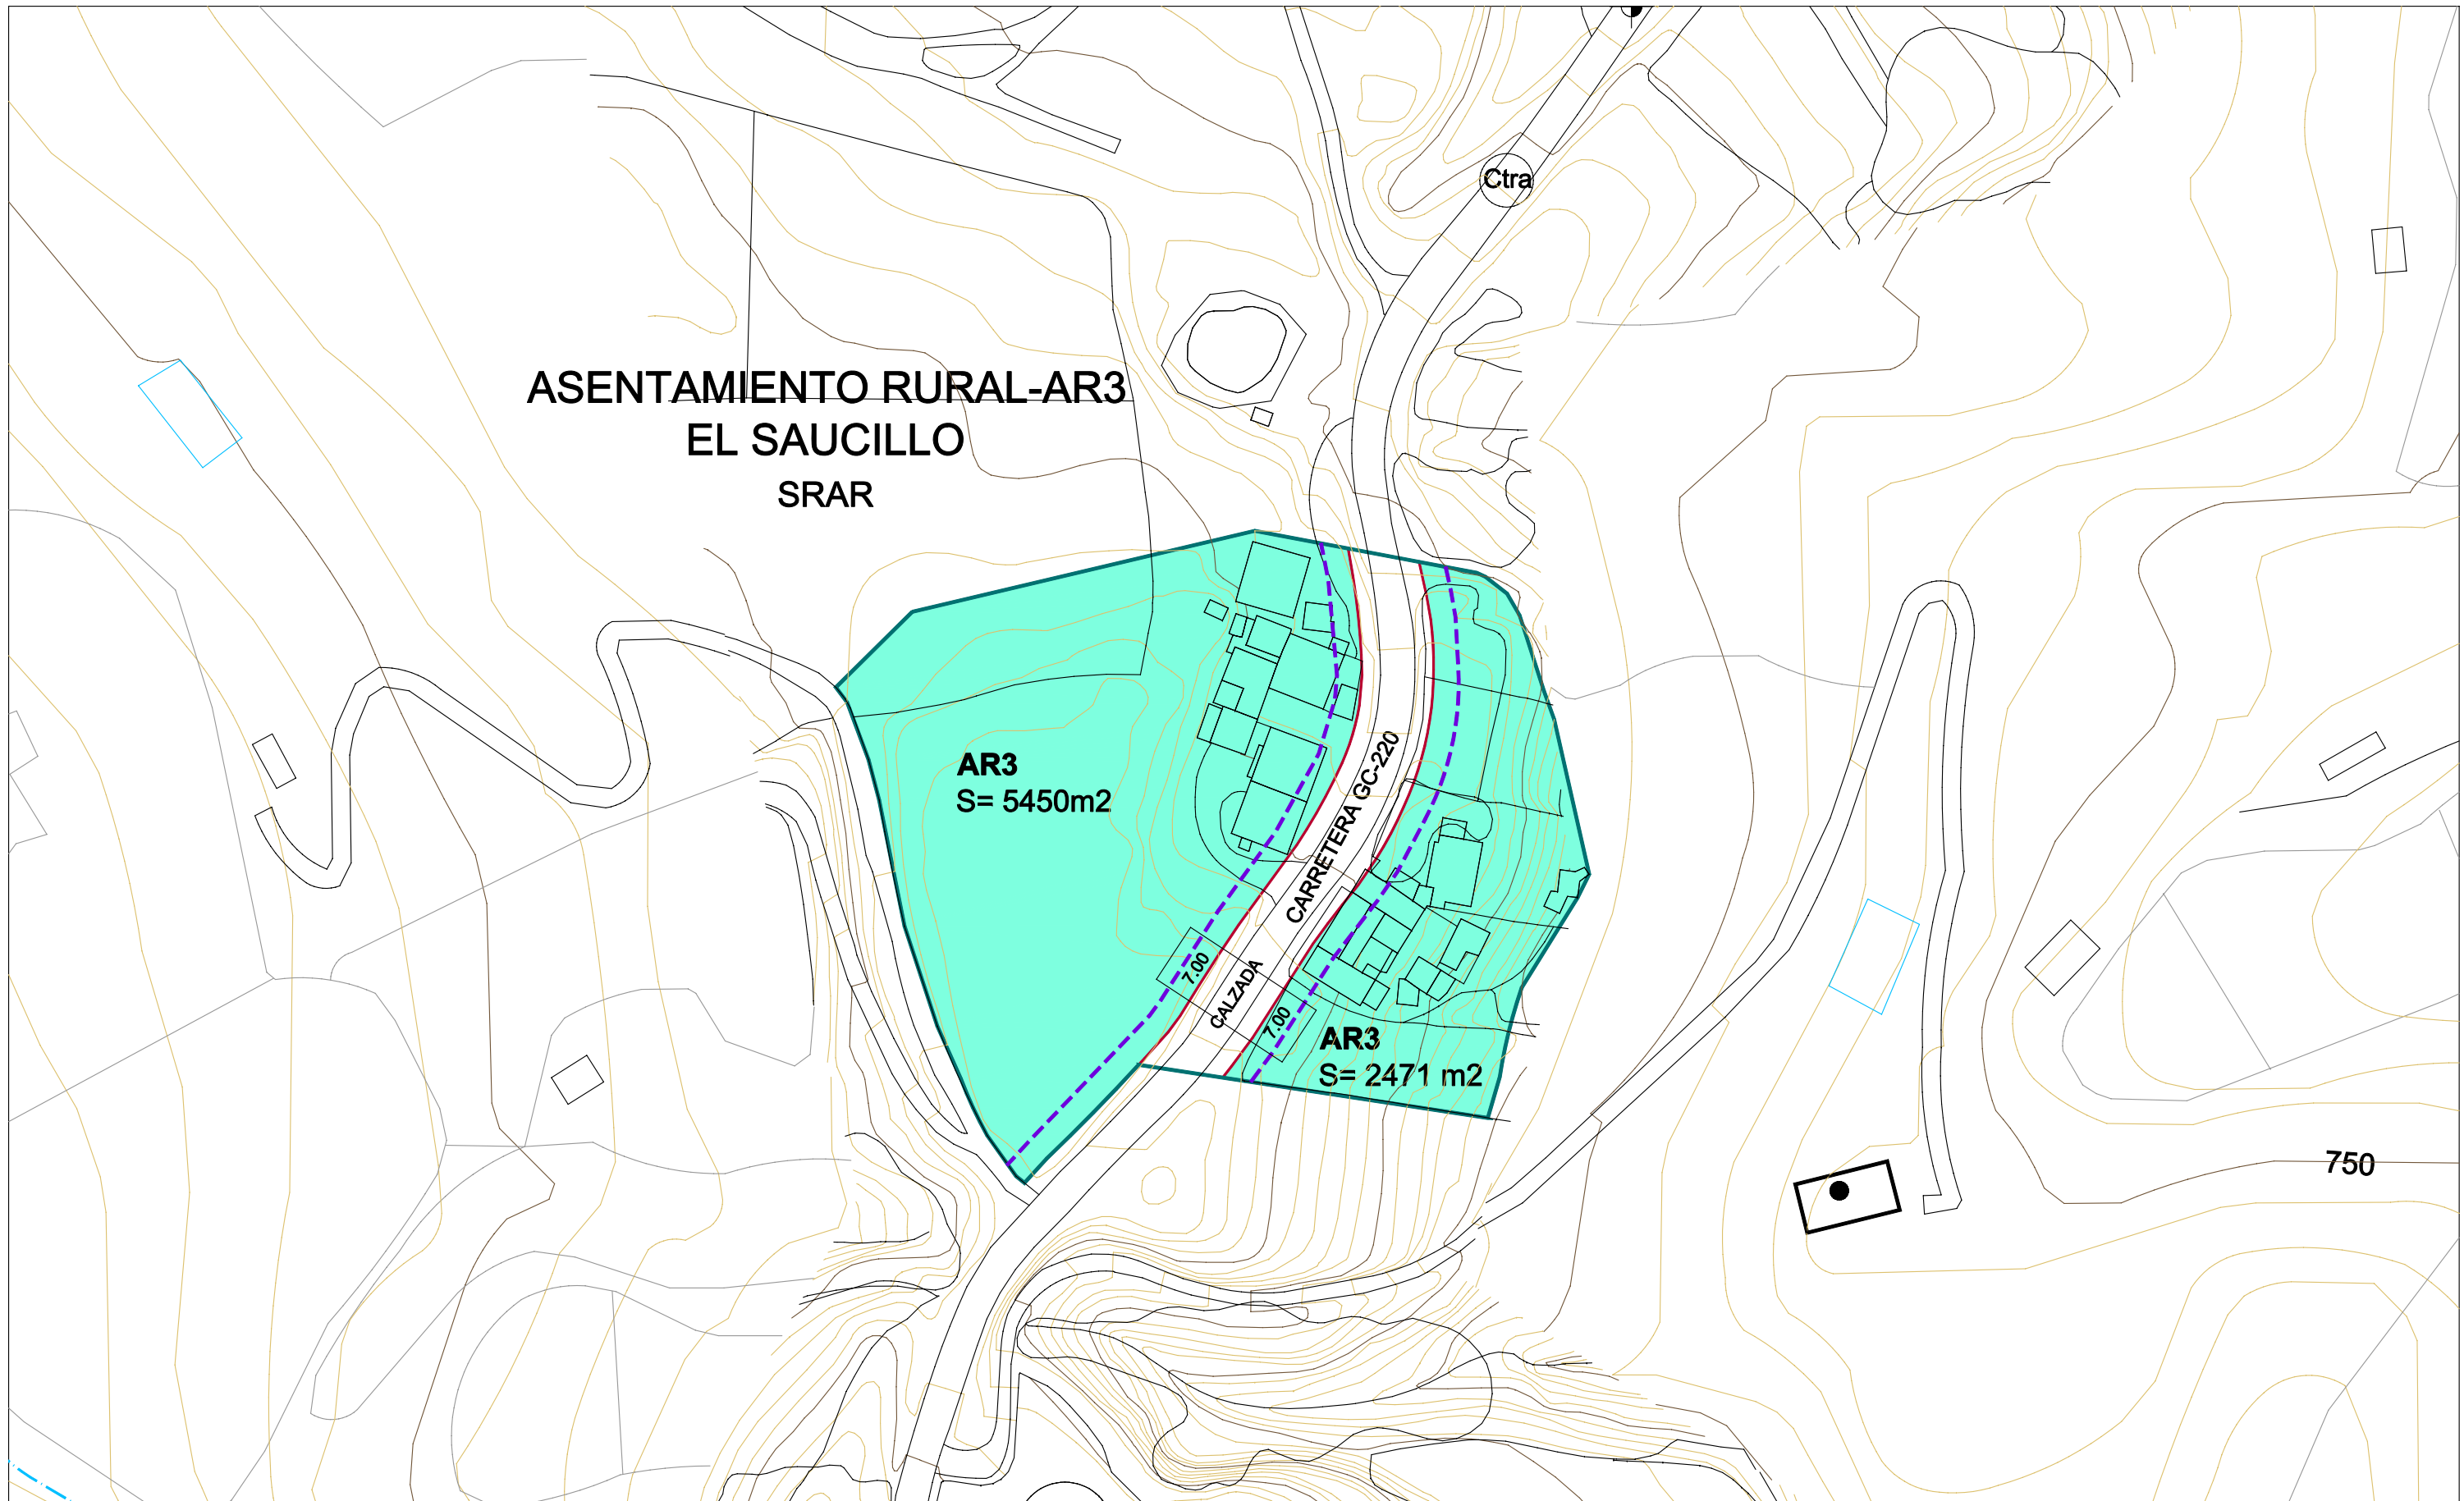 Ctra
ASENTAMIENTO RURAL-AR3
EL SAUCILLO
SRAR
AR3
S= 5450m2
CARRETERA GC-220
CALZADA
7.00
7.00
AR3
S= 2471 m2
750